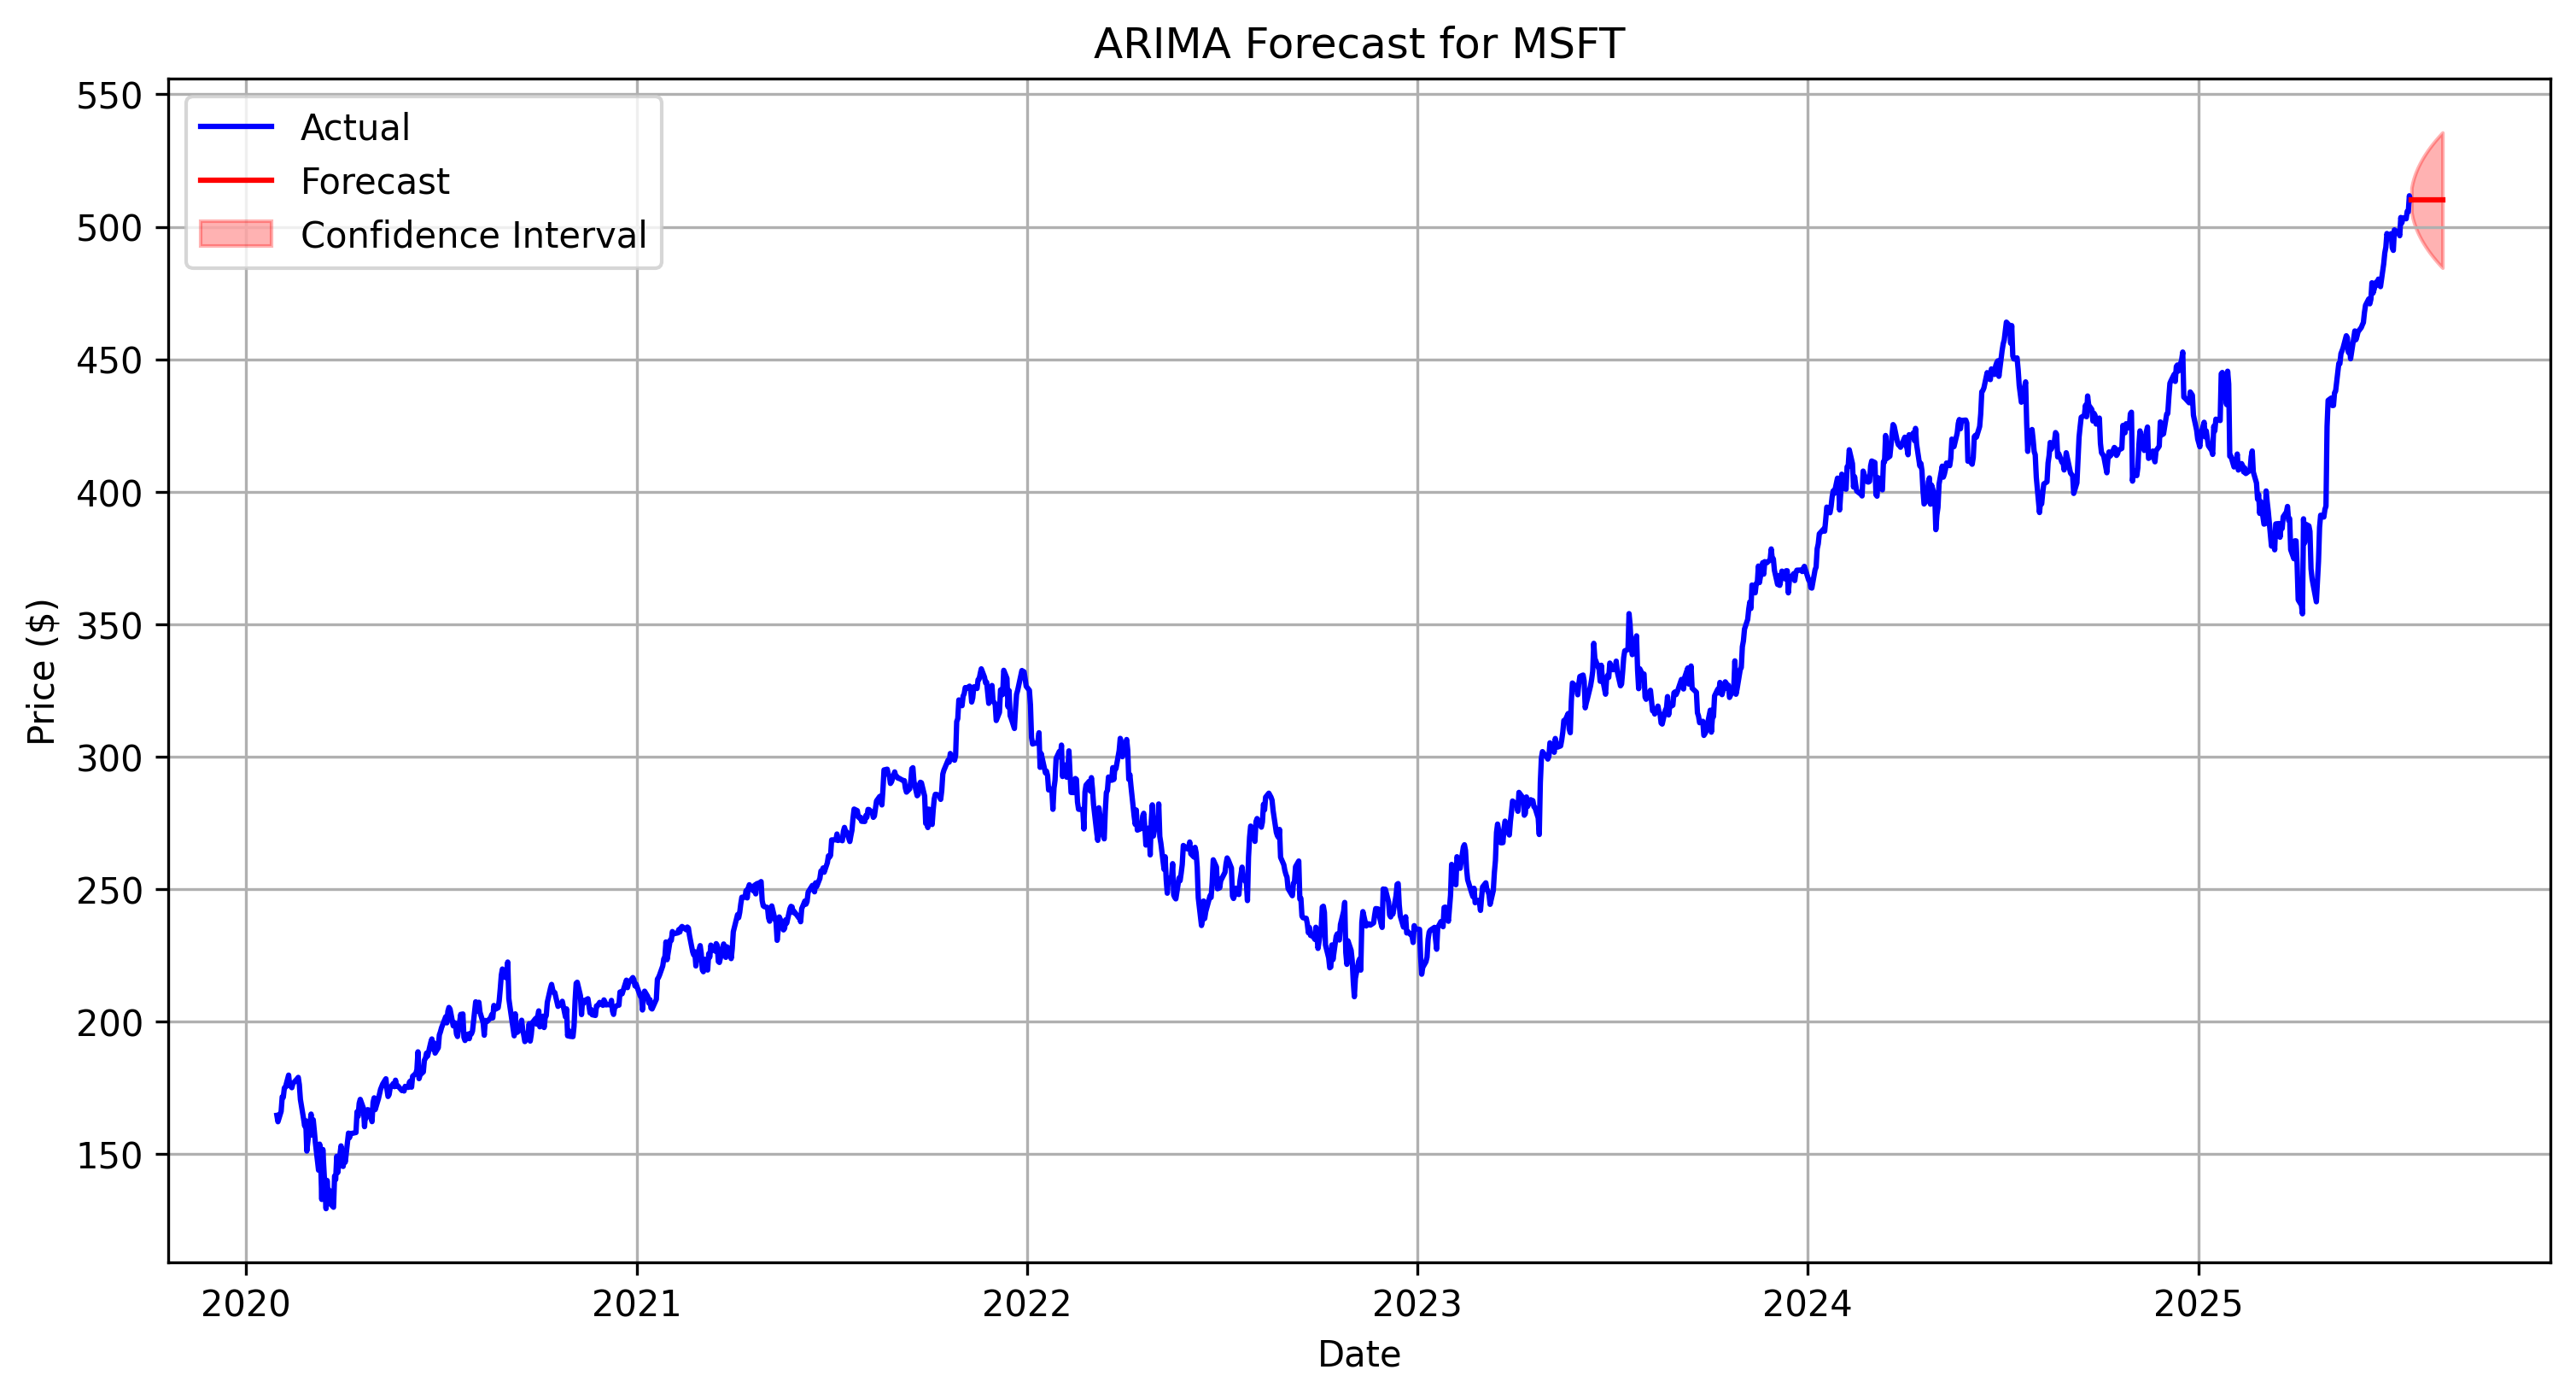 ARIMA Forecast for MSFT
Actual
Forecast
Confidence Interval
Price ($)
550
500
450
400
350
300
250
200
150
2020 2021 2022 2023 2024 2025
Date